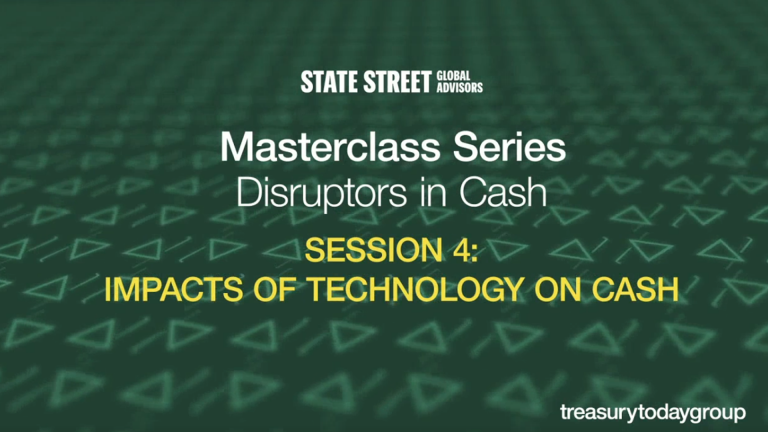 STATE STREET GLOBAL ADVISORS
Masterclass Series
Disruptors in Cash
SESSION 4:
IMPACTS OF TECHNOLOGY ON CASH
treasurytodaygroup